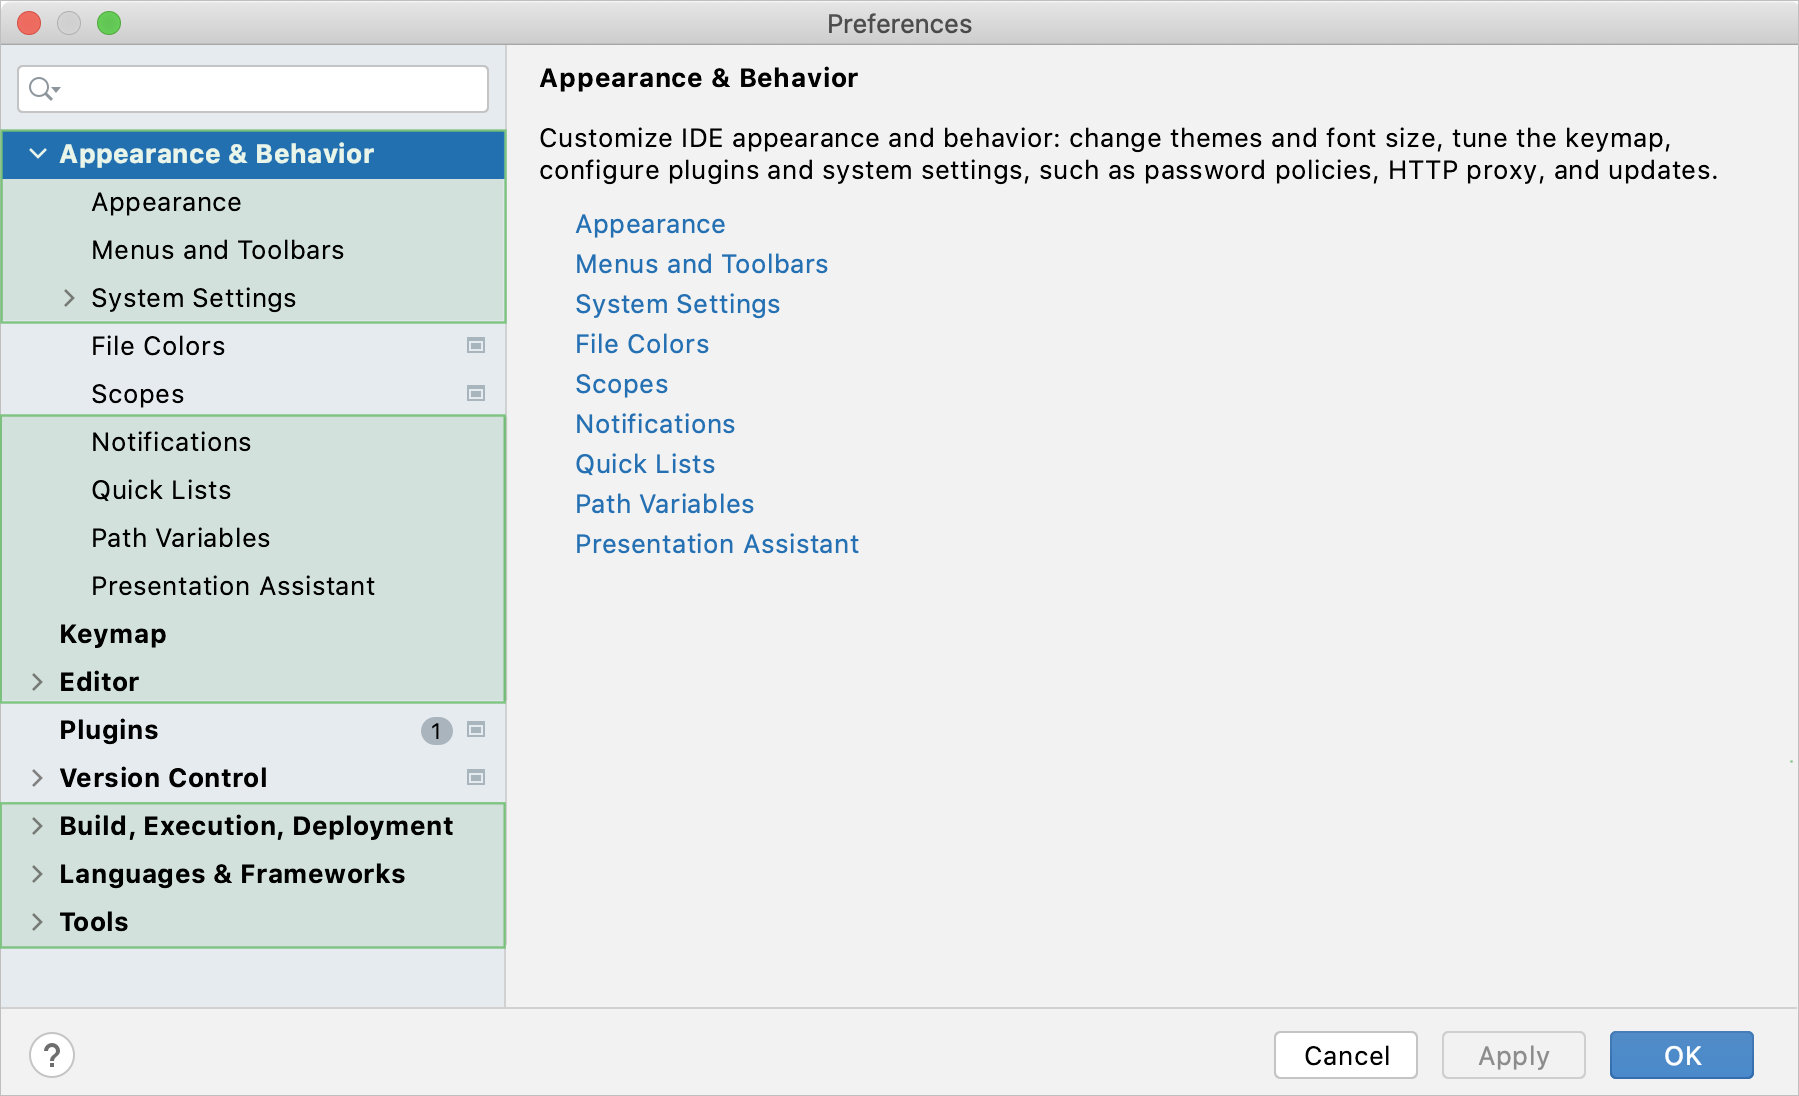 Preferences
Appearance & Behavior
Appearance
Menus and Toolbars
System Settings
File Colors
Scopes
Notifications
Quick Lists
Path Variables
Presentation Assistant
Keymap
Editor
Plugins 1
Version Control
Build, Execution, Deployment
Languages & Frameworks
Tools
Appearance & Behavior
Customize IDE appearance and behavior: change themes and font size, tune the keymap,
configure plugins and system settings, such as password policies, HTTP proxy, and updates.
Appearance
Menus and Toolbars
System Settings
File Colors
Scopes
Notifications
Quick Lists
Path Variables
Presentation Assistant
?
Cancel
Apply
OK